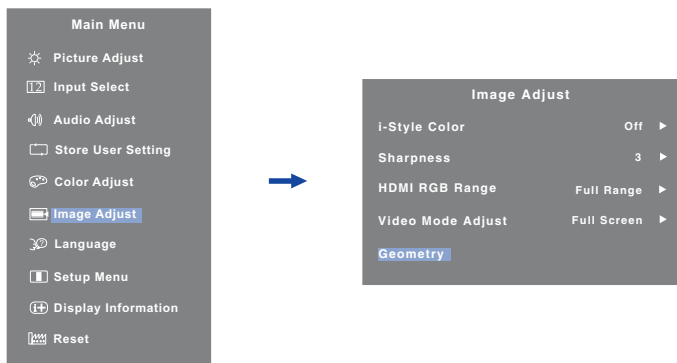 Main Menu
Picture Adjust
12 Input Select
Audio Adjust
Store User Setting
Color Adjust
Image Adjust
Language
Setup Menu
Display Information
Reset
Image Adjust
i-Style Color Off
Sharpness 3
HDMI RGB Range Full Range
Video Mode Adjust Full Screen
Geometry